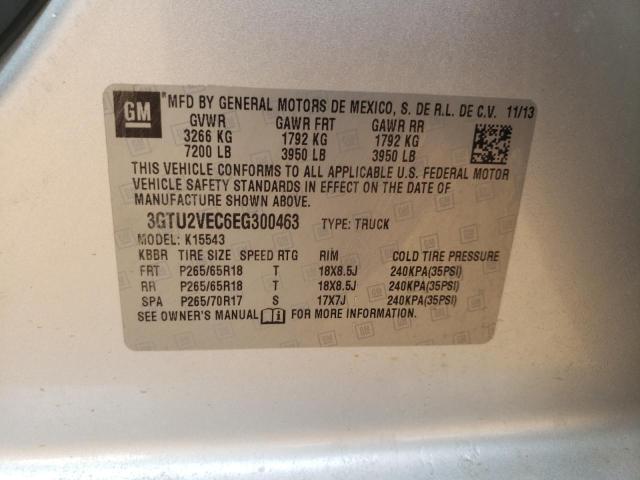 GM
MFD BY GENERAL MOTORS DE MEXICO, S. DE R.L. DE C.V. 11/13
GVWR GAWR FRT GAWR RR
3266 KG 1792 KG 1792 KG
7200 LB 3950 LB 3950 LB
THIS VEHICLE CONFORMS TO ALL APPLICABLE U.S. FEDERAL MOTOR
VEHICLE SAFETY STANDARDS IN EFFECT ON THE DATE OF
MANUFACTURE SHOWN ABOVE.
3GTU2VEC6EG300463 TYPE: TRUCK
MODEL: K15543
KBBR TIRE SIZE SPEED RTG RIM COLD TIRE PRESSURE
FRT P265/65R18 T 18X8.5J 240KPA(35PSI)
RR P265/65R18 T 18X8.5J 240KPA(35PSI)
SPA P265/70R17 S 17X7J 240KPA(35PSI)
SEE OWNER'S MANUAL FOR MORE INFORMATION.